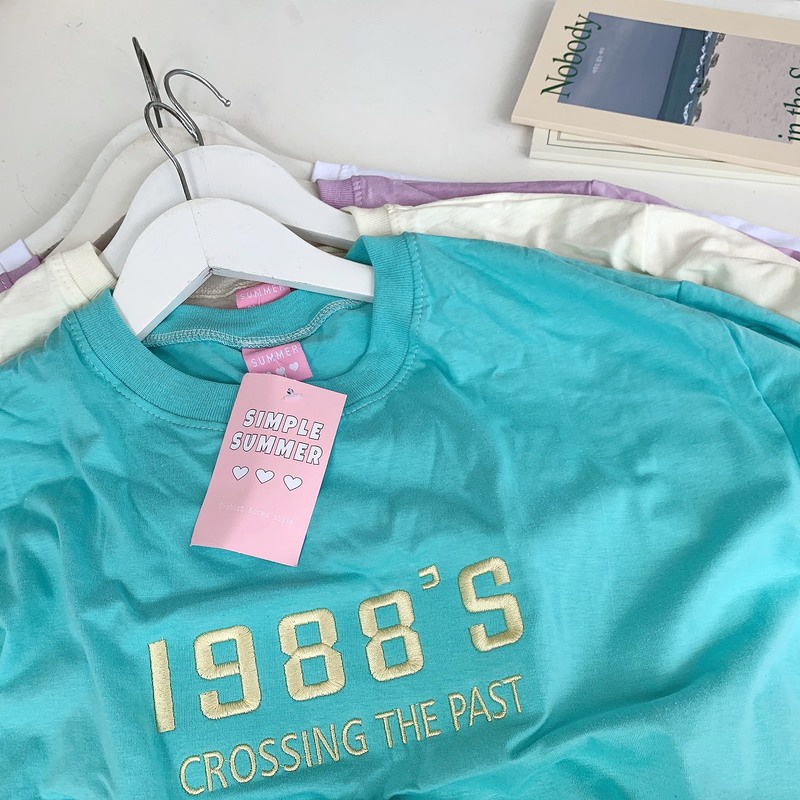 Nobody
in the S
SUMMER
SUMMER
SIMPLE
SUMMER
1988'S
CROSSING THE PAST